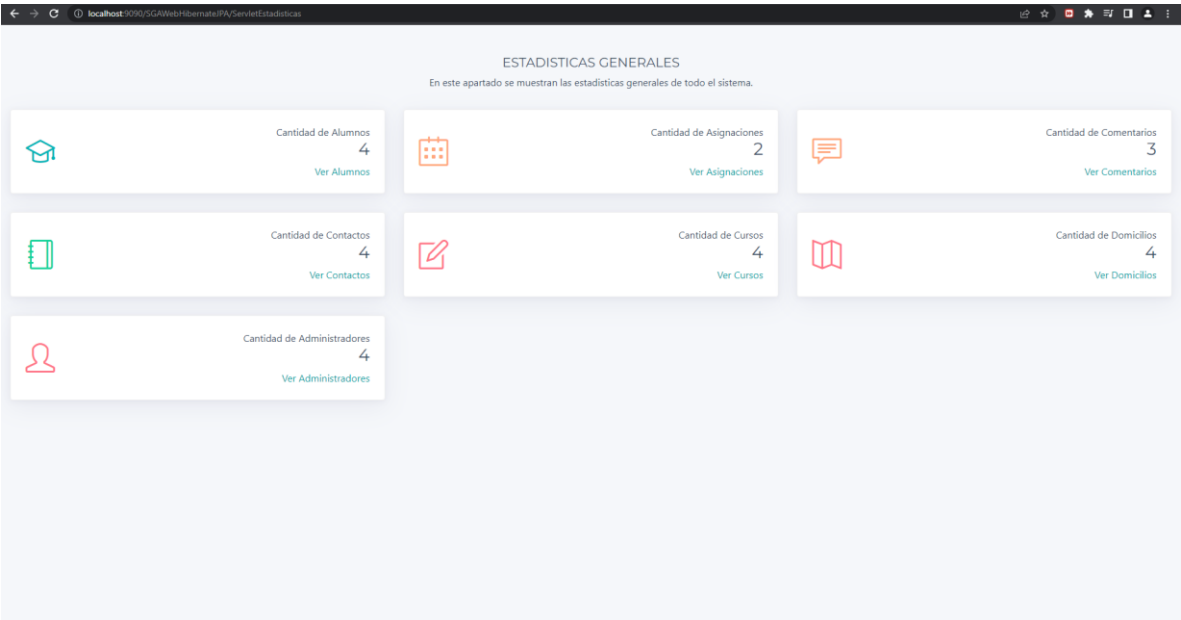 localhost:9090/SGAWebHibernateJPA/ServletEstadisticas
ESTADISTICAS GENERALES
En este apartado se muestran las estadisticas generales de todo el sistema.
Cantidad de Alumnos
4
Ver Alumnos
Cantidad de Asignaciones
2
Ver Asignaciones
Cantidad de Comentarios
3
Ver Comentarios
Cantidad de Contactos
4
Ver Contactos
Cantidad de Cursos
4
Ver Cursos
Cantidad de Domicilios
4
Ver Domicilios
Cantidad de Administradores
4
Ver Administradores